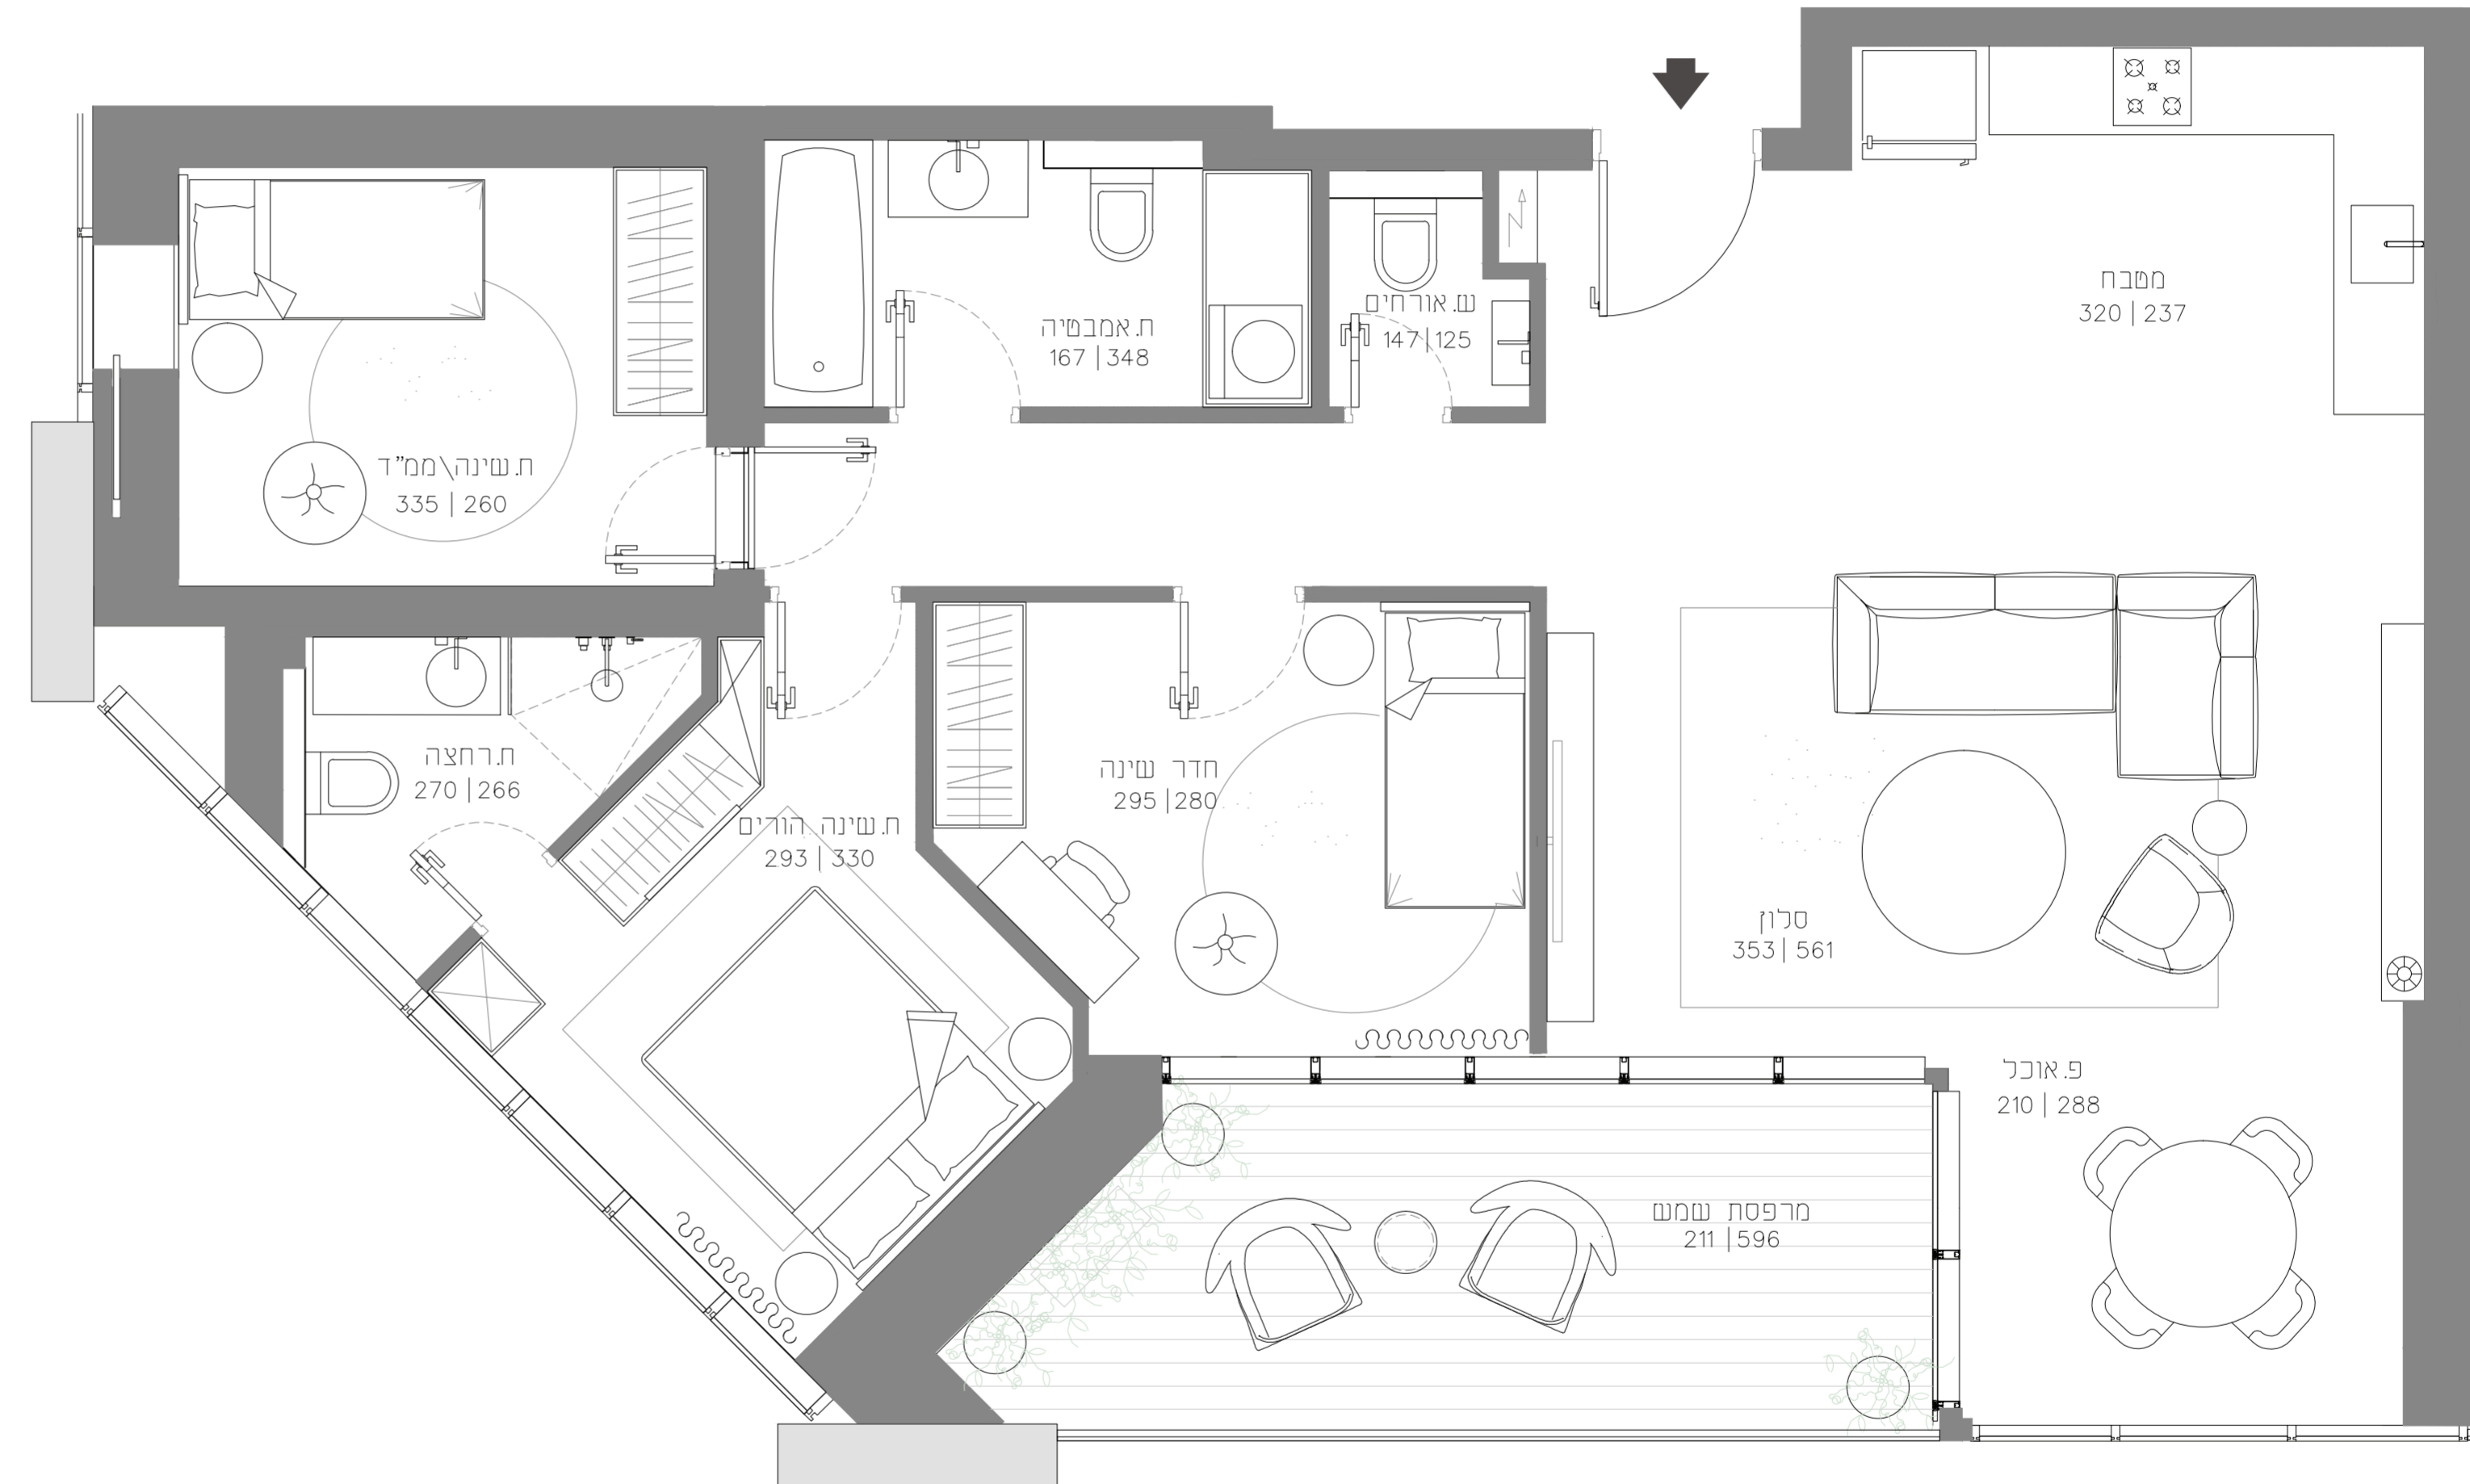 מטבח
320 | 237
ש.אורחים
147 | 125
ח.אמבטיה
167 | 348
ח.שינה\ממ"ד
335 | 260
ח.רחצה
270 | 266
ח.שינה הורים
293 | 330
חדר שינה
295 | 280
סלון
353 | 561
פ.אוכל
210 | 288
מרפסת שמש
211 | 596